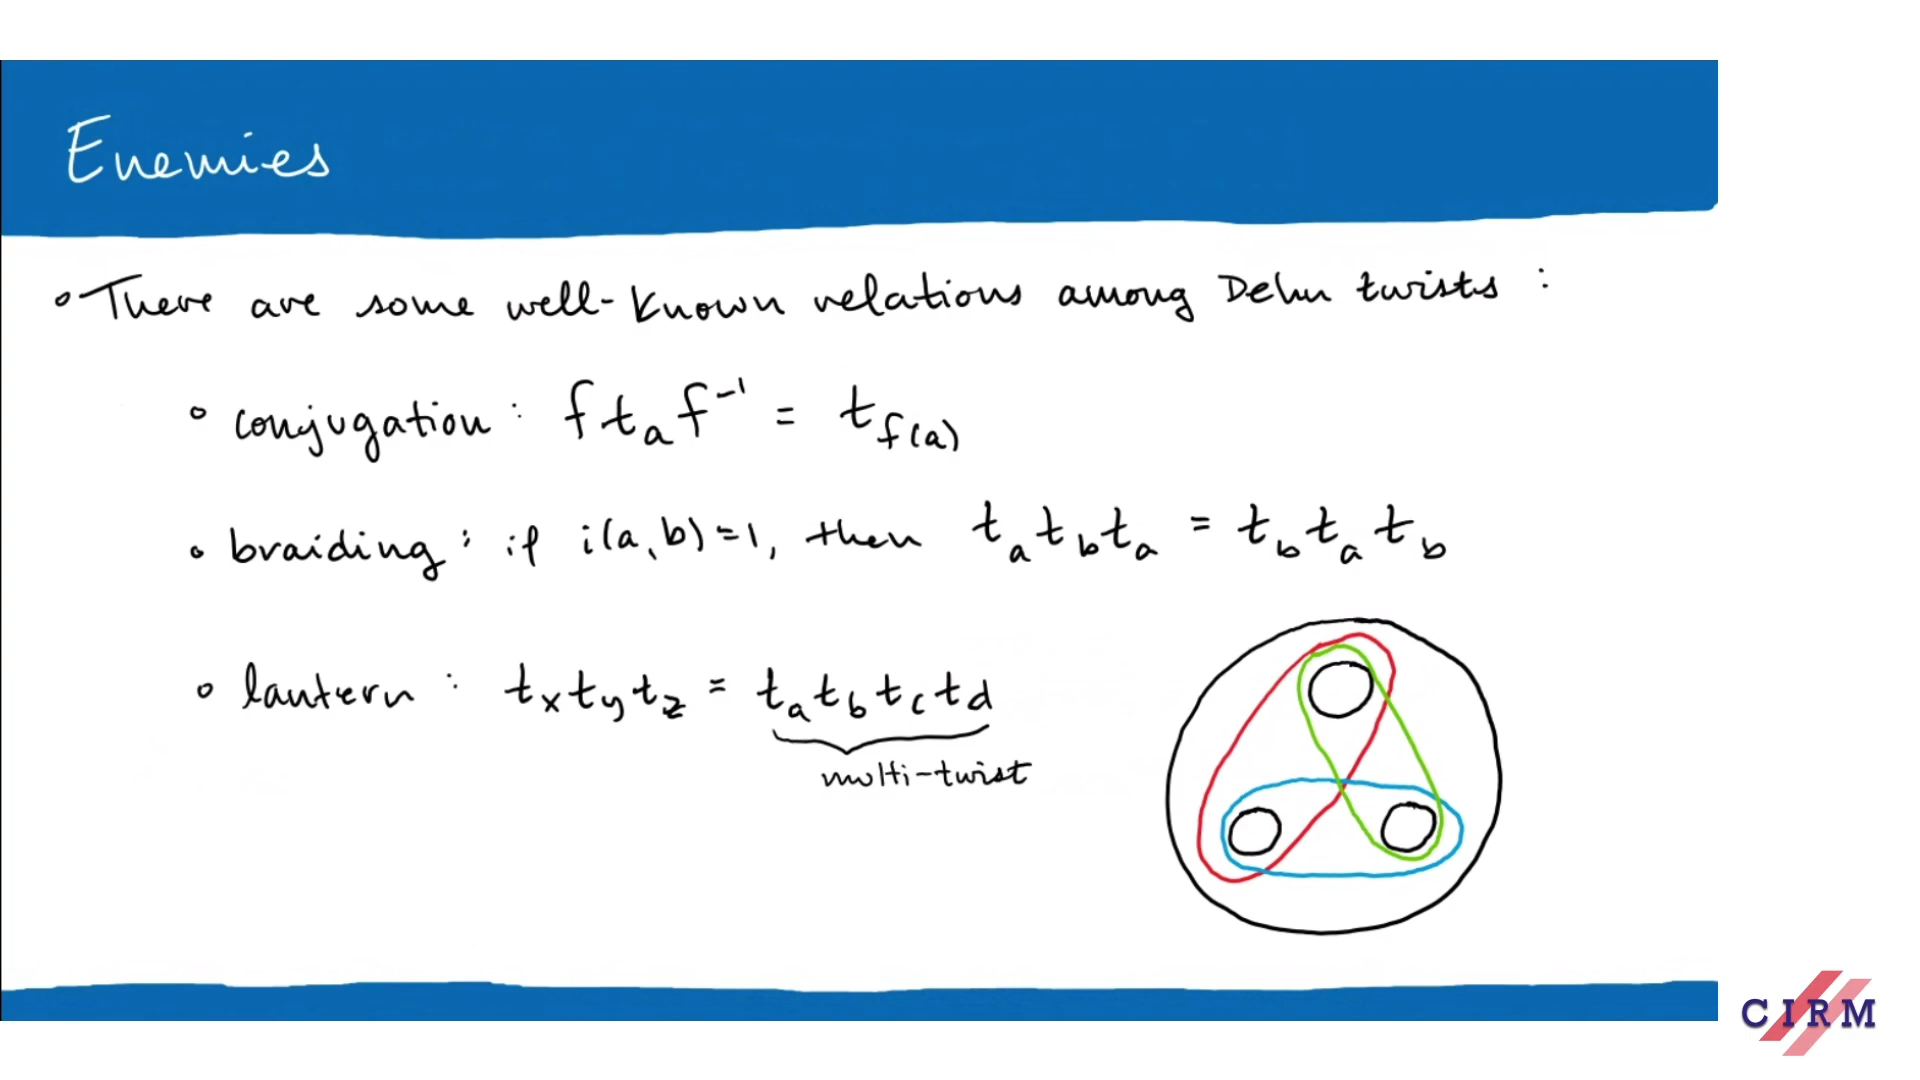 Enemies
◦ There are some well-known relations among Dehn twists :
◦ conjugation : f t_a f⁻¹ = t_f(a)
◦ braiding : if i(a,b)=1, then t_a t_b t_a = t_b t_a t_b
◦ lantern : t_x t_y t_z = t_a t_b t_c t_d
multi-twist
CIRM